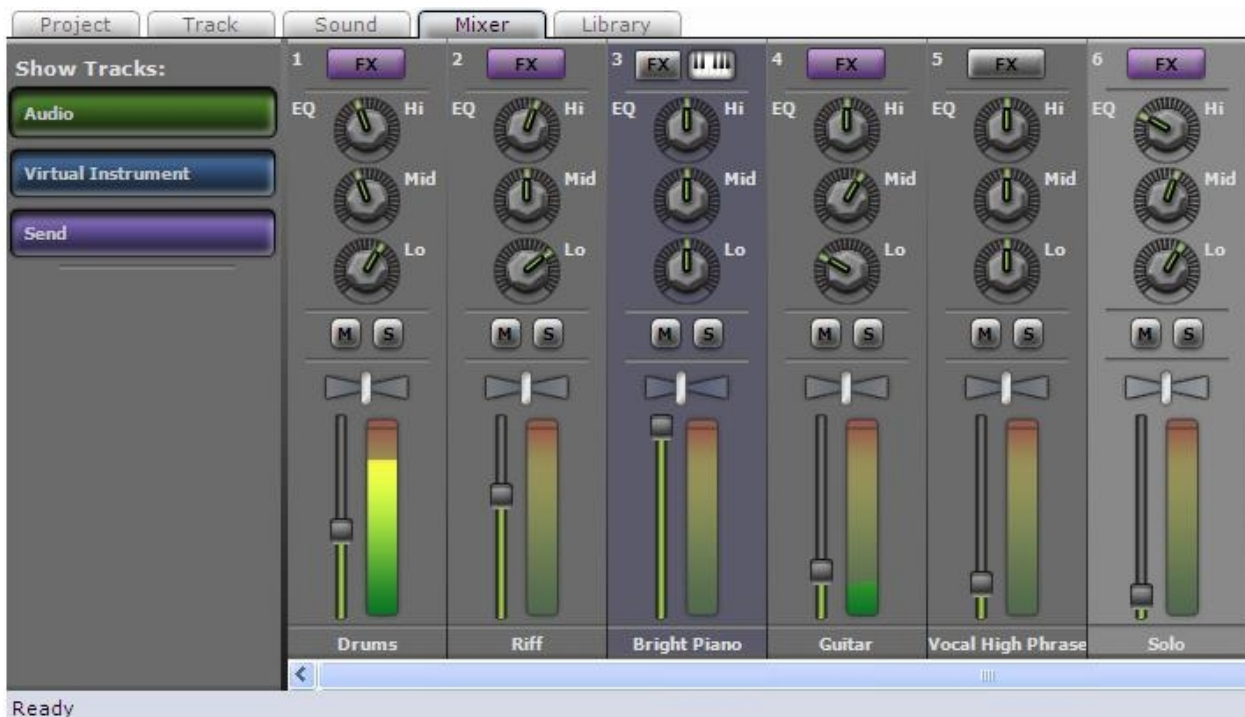 Project Track Sound Mixer Library
Show Tracks:
Audio
Virtual Instrument
Send
1 FX 2 FX 3 FX 4 FX 5 FX 6 FX
EQ Hi EQ Hi EQ Hi EQ Hi EQ Hi EQ Hi
Mid Mid Mid Mid Mid Mid
Lo Lo Lo Lo Lo Lo
M S M S M S M S M S M S
Drums Riff Bright Piano Guitar Vocal High Phrase Solo
Ready